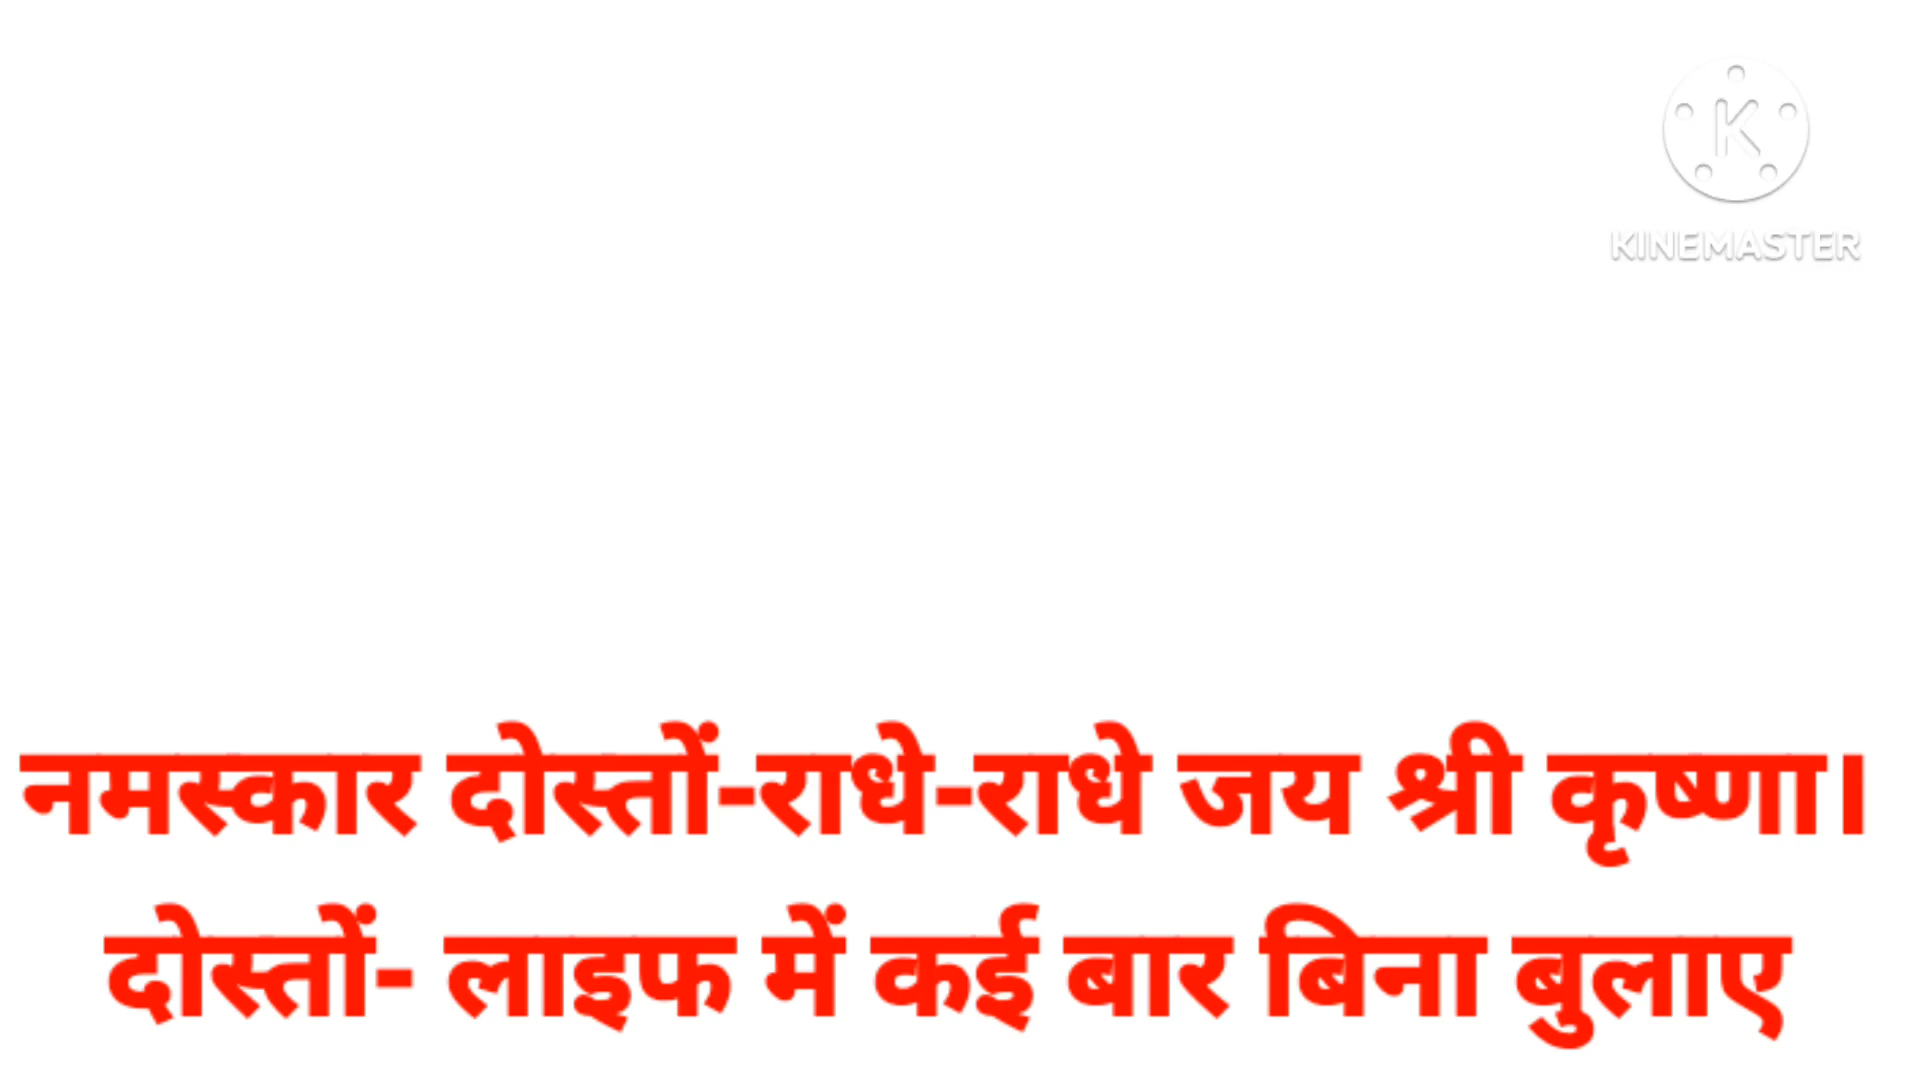 KINEMASTER
नमस्कार दोस्तों-राधे-राधे जय श्री कृष्णा।
दोस्तों- लाइफ में कई बार बिना बुलाए